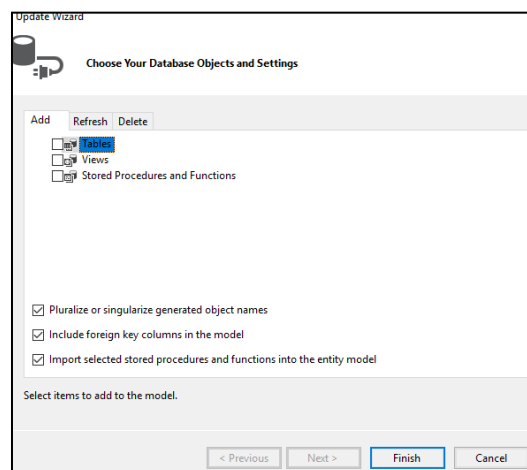 Update Wizard
Choose Your Database Objects and Settings
Add Refresh Delete
Tables
Views
Stored Procedures and Functions
Pluralize or singularize generated object names
Include foreign key columns in the model
Import selected stored procedures and functions into the entity model
Select items to add to the model.
< Previous Next > Finish Cancel